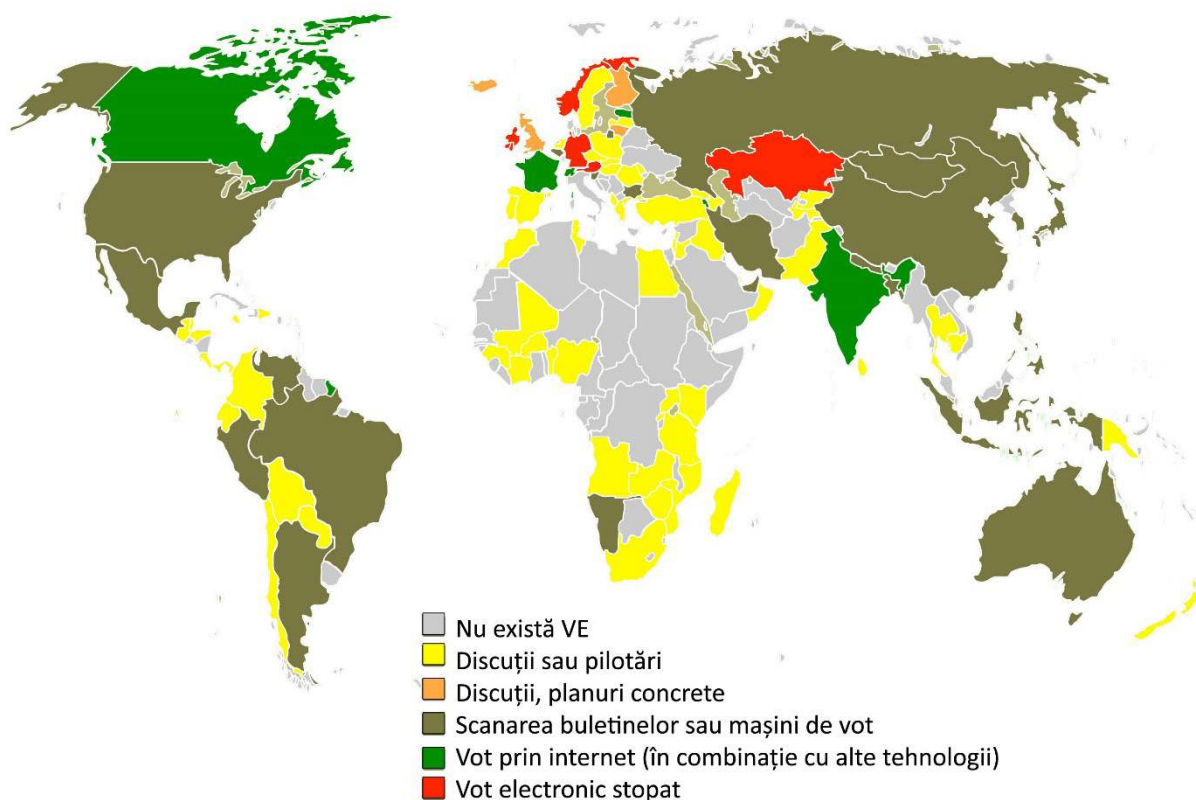 Nu există VE
Discuții sau pilotări
Discuții, planuri concrete
Scanarea buletinelor sau mașini de vot
Vot prin internet (în combinație cu alte tehnologii)
Vot electronic stopat